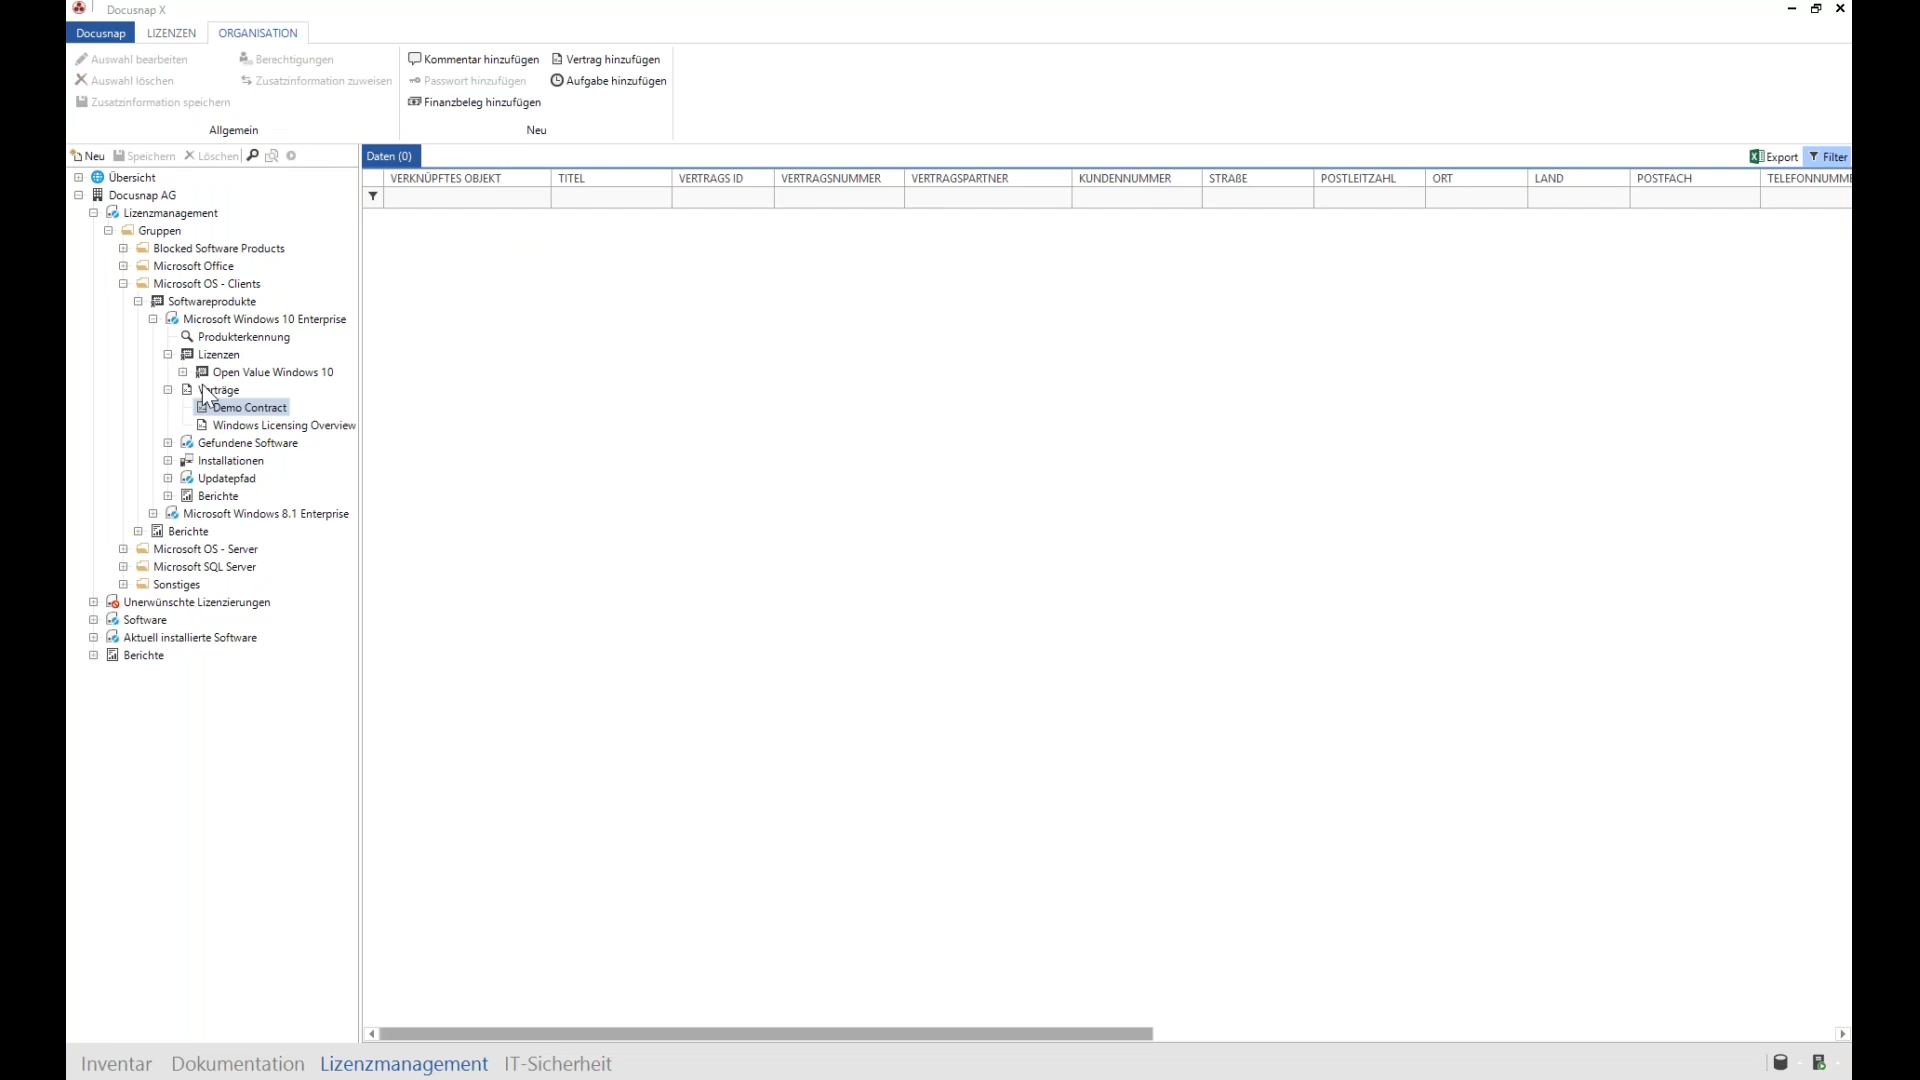 Docusnap X
Docusnap LIZENZEN ORGANISATION
Auswahl bearbeiten Berechtigungen Kommentar hinzufügen Vertrag hinzufügen
Auswahl löschen Zusatzinformation zuweisen Passwort hinzufügen Aufgabe hinzufügen
Zusatzinformation speichern Finanzbeleg hinzufügen
Allgemein Neu
Neu Speichern Löschen Daten (0) Export Filter
VERKNÜPFTES OBJEKT TITEL VERTRAGS ID VERTRAGSNUMMER VERTRAGSPARTNER KUNDENNUMMER STRAßE POSTLEITZAHL ORT LAND POSTFACH TELEFONNUMME
Übersicht
Docusnap AG
Lizenzmanagement
Gruppen
Blocked Software Products
Microsoft Office
Microsoft OS - Clients
Softwareprodukte
Microsoft Windows 10 Enterprise
Produkterkennung
Lizenzen
Open Value Windows 10
Verträge
Demo Contract
Windows Licensing Overview
Gefundene Software
Installationen
Updatepfad
Berichte
Microsoft Windows 8.1 Enterprise
Berichte
Microsoft OS - Server
Microsoft SQL Server
Sonstiges
Unerwünschte Lizenzierungen
Software
Aktuell installierte Software
Berichte
Inventar Dokumentation Lizenzmanagement IT-Sicherheit